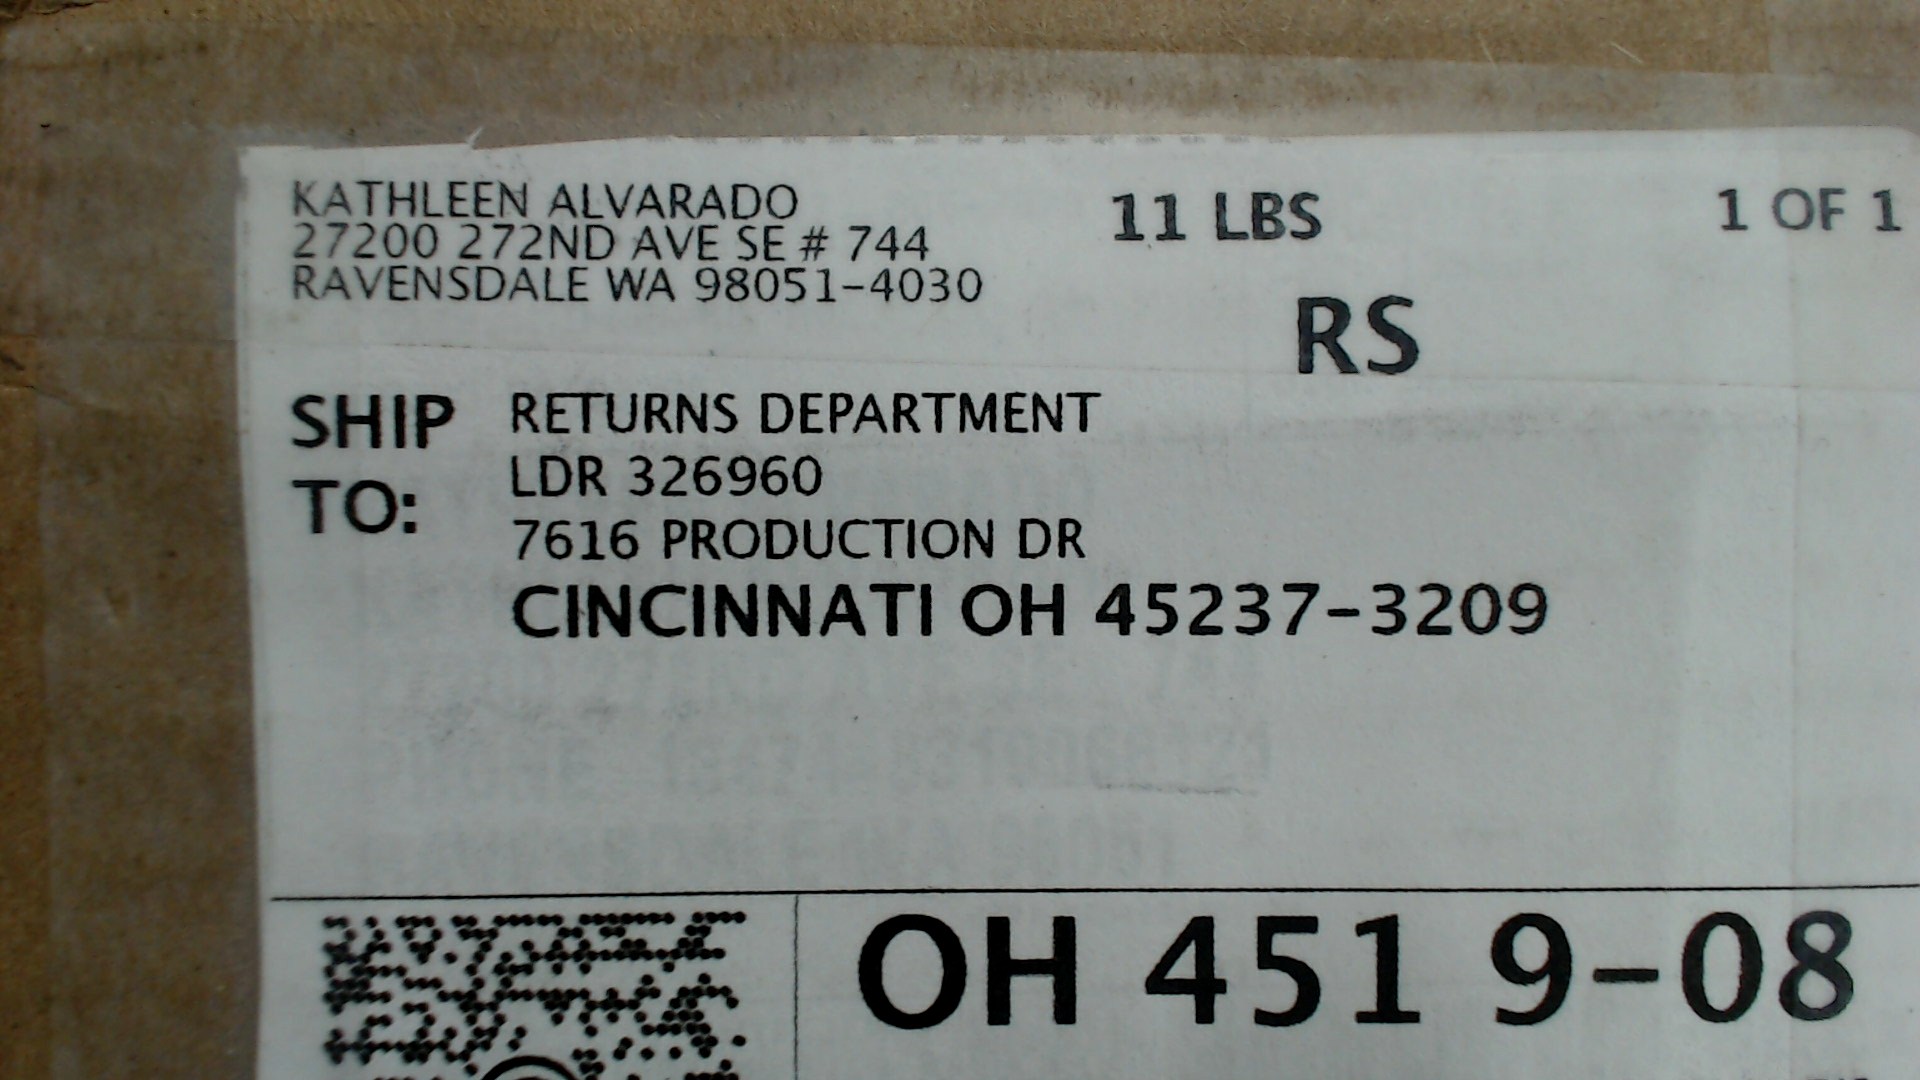 KATHLEEN ALVARADO
27200 272ND AVE SE # 744
RAVENSDALE WA 98051-4030
11 LBS
1 OF 1
RS
SHIP TO:
RETURNS DEPARTMENT
LDR 326960
7616 PRODUCTION DR
CINCINNATI OH 45237-3209
OH 451 9-08